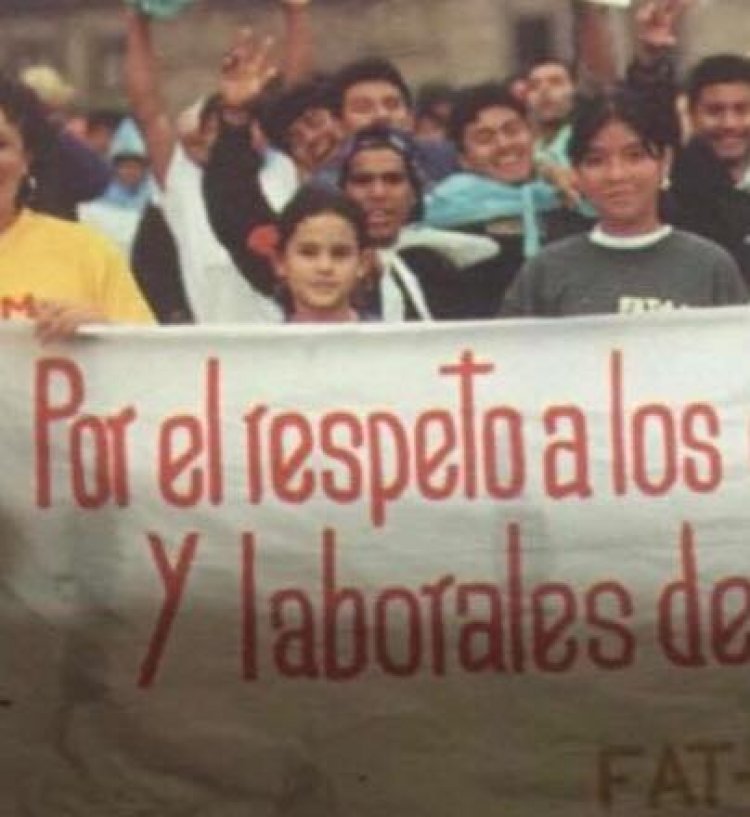 Por el respeto a los
Y laborales de
FAT-